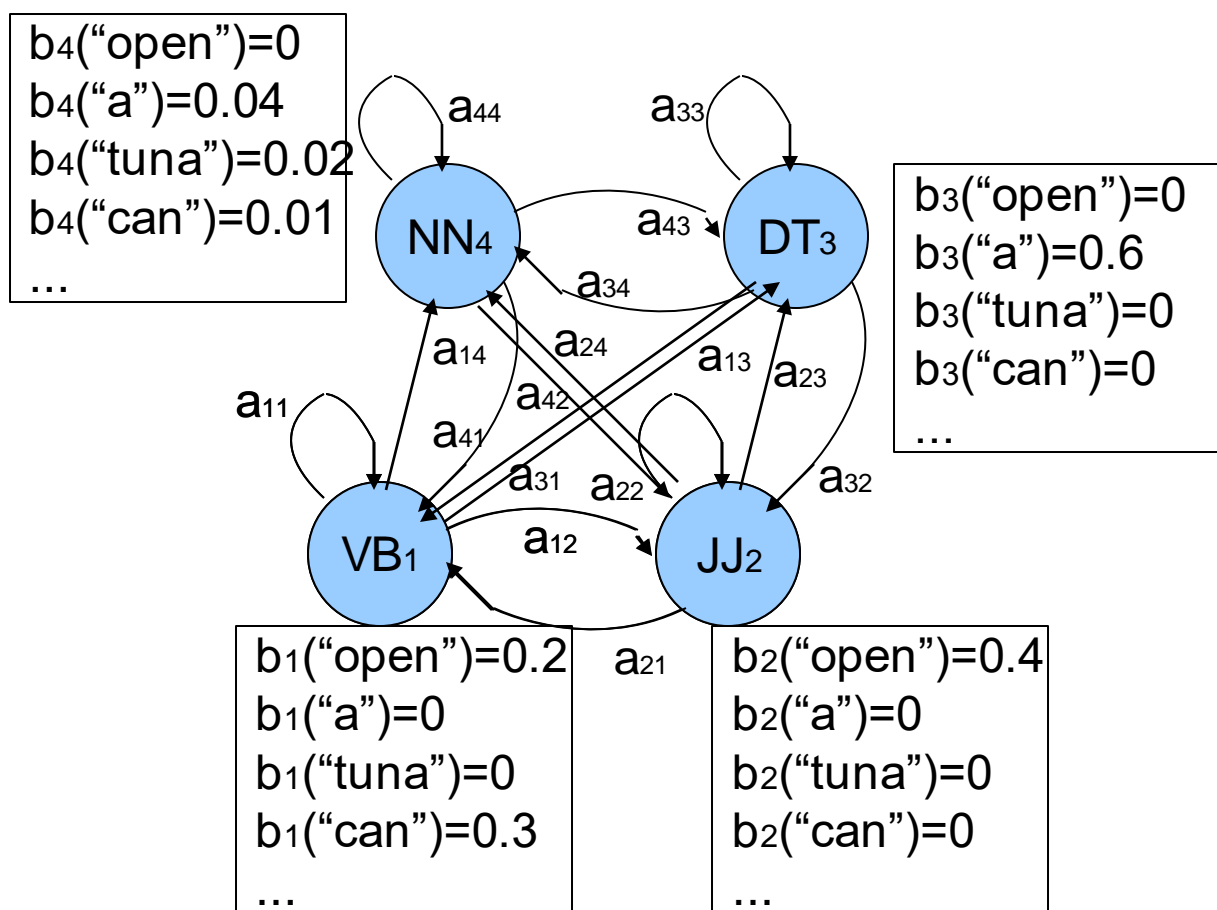 b4(“open”)=0
b4(“a”)=0.04
b4(“tuna”)=0.02
b4(“can”)=0.01
...
a44
a33
NN4
a43
DT3
a34
b3(“open”)=0
b3(“a”)=0.6
b3(“tuna”)=0
b3(“can”)=0
...
a14
a24
a13
a23
a11
a42
a41
a31
a22
a32
VB1
a12
JJ2
a21
b1(“open”)=0.2
b1(“a”)=0
b1(“tuna”)=0
b1(“can”)=0.3
...
b2(“open”)=0.4
b2(“a”)=0
b2(“tuna”)=0
b2(“can”)=0
...